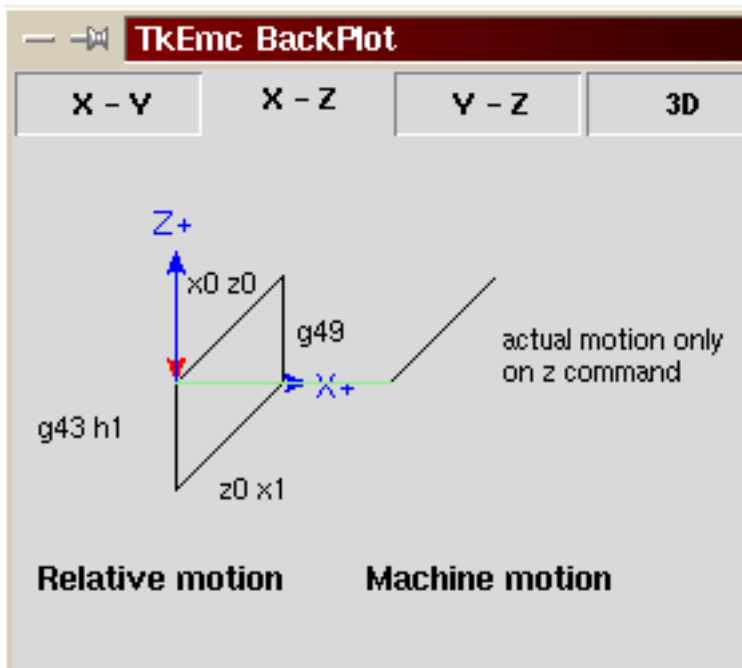 TkEmc BackPlot
X - Y
X - Z
Y - Z
3D
Z+
x0 z0
g49
actual motion only
on z command
X+
g43 h1
z0 x1
Relative motion
Machine motion